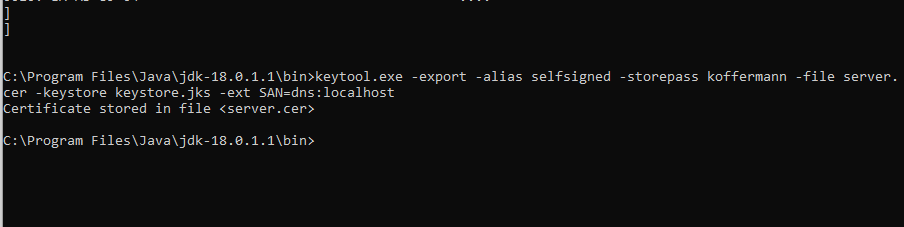 ]
]
C:\Program Files\Java\jdk-18.0.1.1\bin>keytool.exe -export -alias selfsigned -storepass koffermann -file server.
cer -keystore keystore.jks -ext SAN=dns:localhost
Certificate stored in file <server.cer>
C:\Program Files\Java\jdk-18.0.1.1\bin>